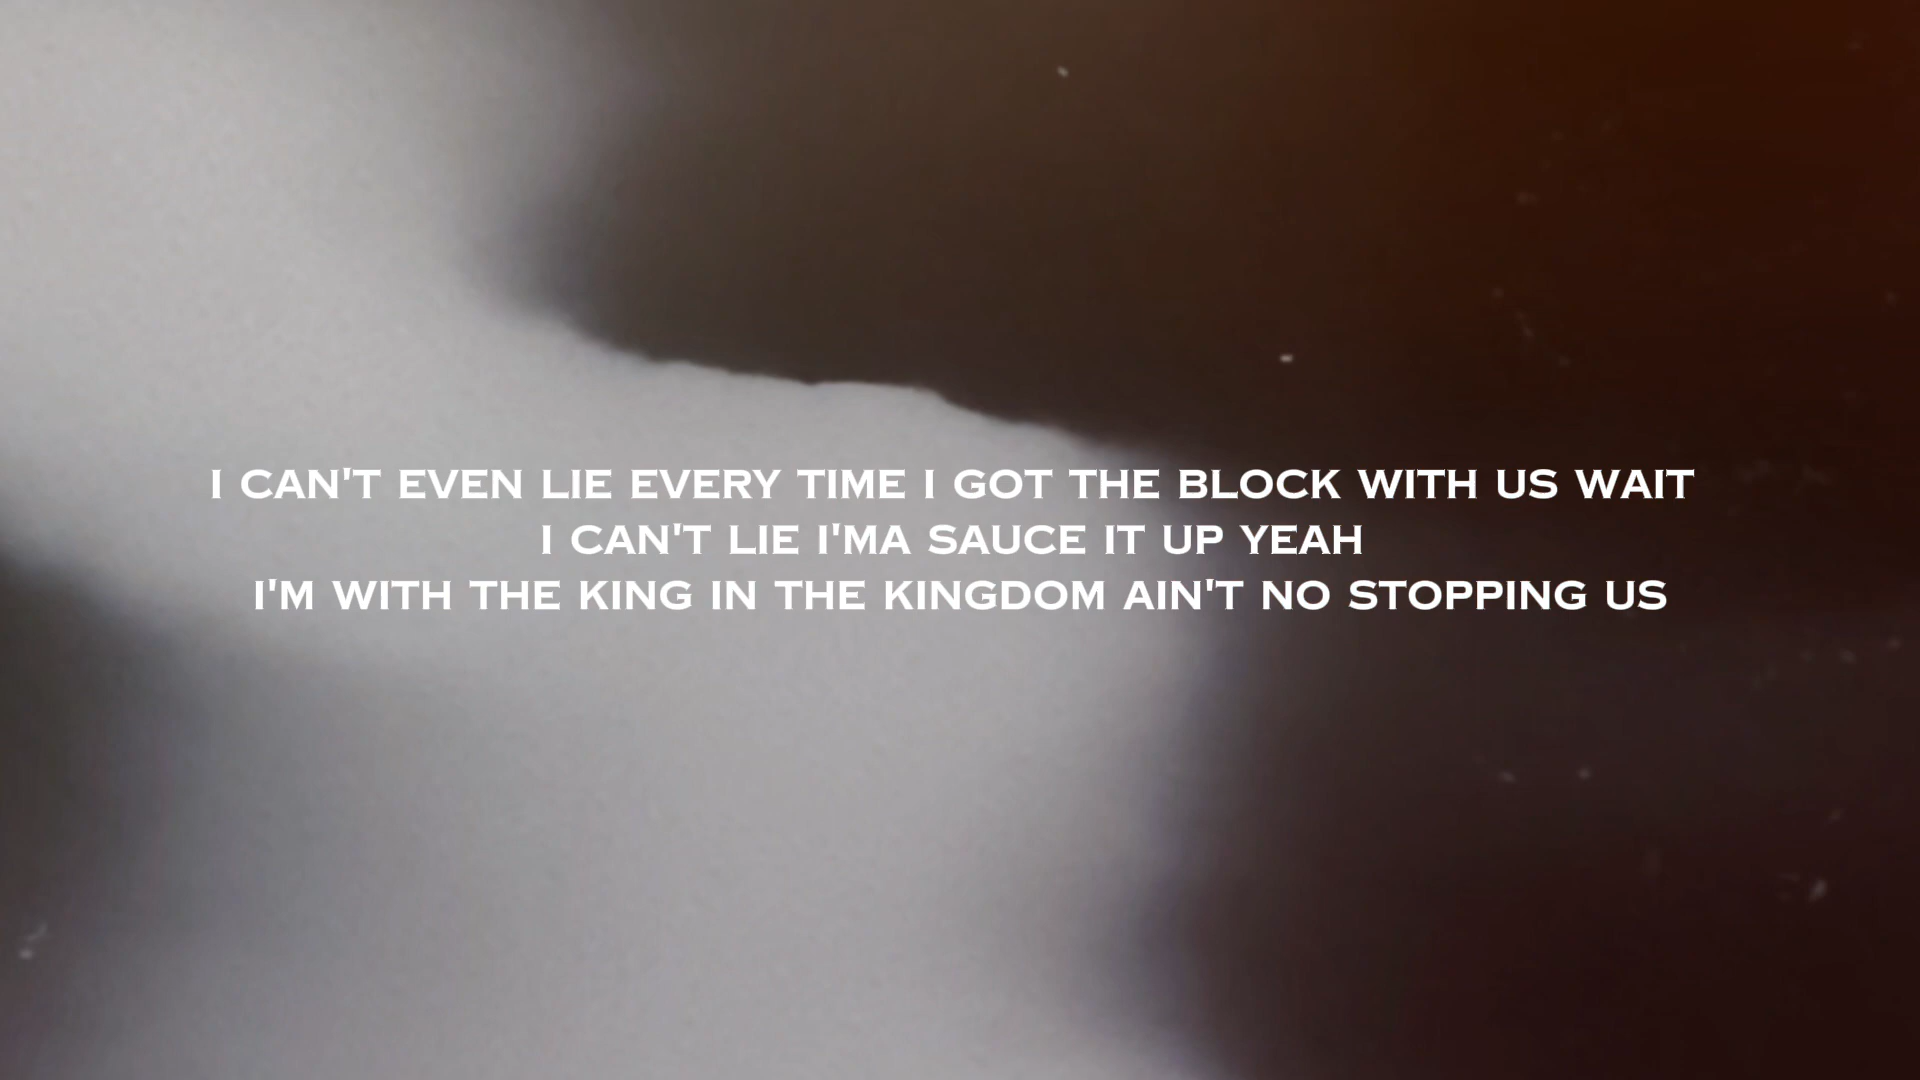 I CAN'T EVEN LIE EVERY TIME I GOT THE BLOCK WITH US WAIT
I CAN'T LIE I'MA SAUCE IT UP YEAH
I'M WITH THE KING IN THE KINGDOM AIN'T NO STOPPING US